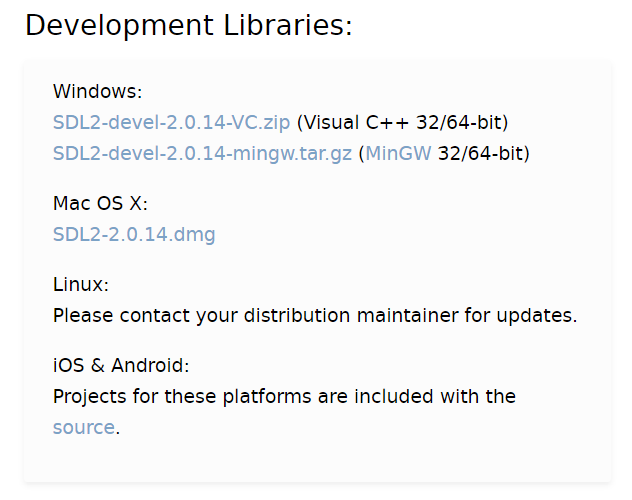 Development Libraries:
Windows:
SDL2-devel-2.0.14-VC.zip (Visual C++ 32/64-bit)
SDL2-devel-2.0.14-mingw.tar.gz (MinGW 32/64-bit)
Mac OS X:
SDL2-2.0.14.dmg
Linux:
Please contact your distribution maintainer for updates.
iOS & Android:
Projects for these platforms are included with the
source.